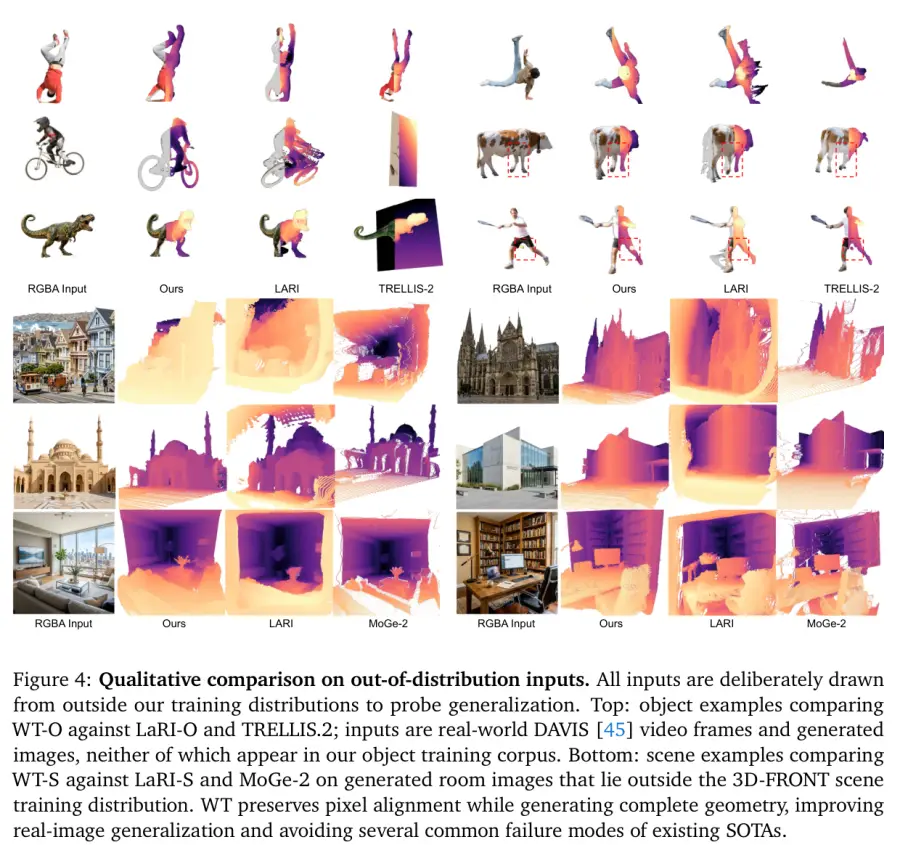 RGBA Input Ours LARI TRELLIS-2 RGBA Input Ours LARI TRELLIS-2
RGBA Input Ours LARI MoGe-2 RGBA Input Ours LARI MoGe-2
Figure 4: Qualitative comparison on out-of-distribution inputs. All inputs are deliberately drawn
from outside our training distributions to probe generalization. Top: object examples comparing
WT-O against LaRI-O and TRELLIS.2; inputs are real-world DAVIS [45] video frames and generated
images, neither of which appear in our object training corpus. Bottom: scene examples comparing
WT-S against LaRI-S and MoGe-2 on generated room images that lie outside the 3D-FRONT scene
training distribution. WT preserves pixel alignment while generating complete geometry, improving
real-image generalization and avoiding several common failure modes of existing SOTAs.